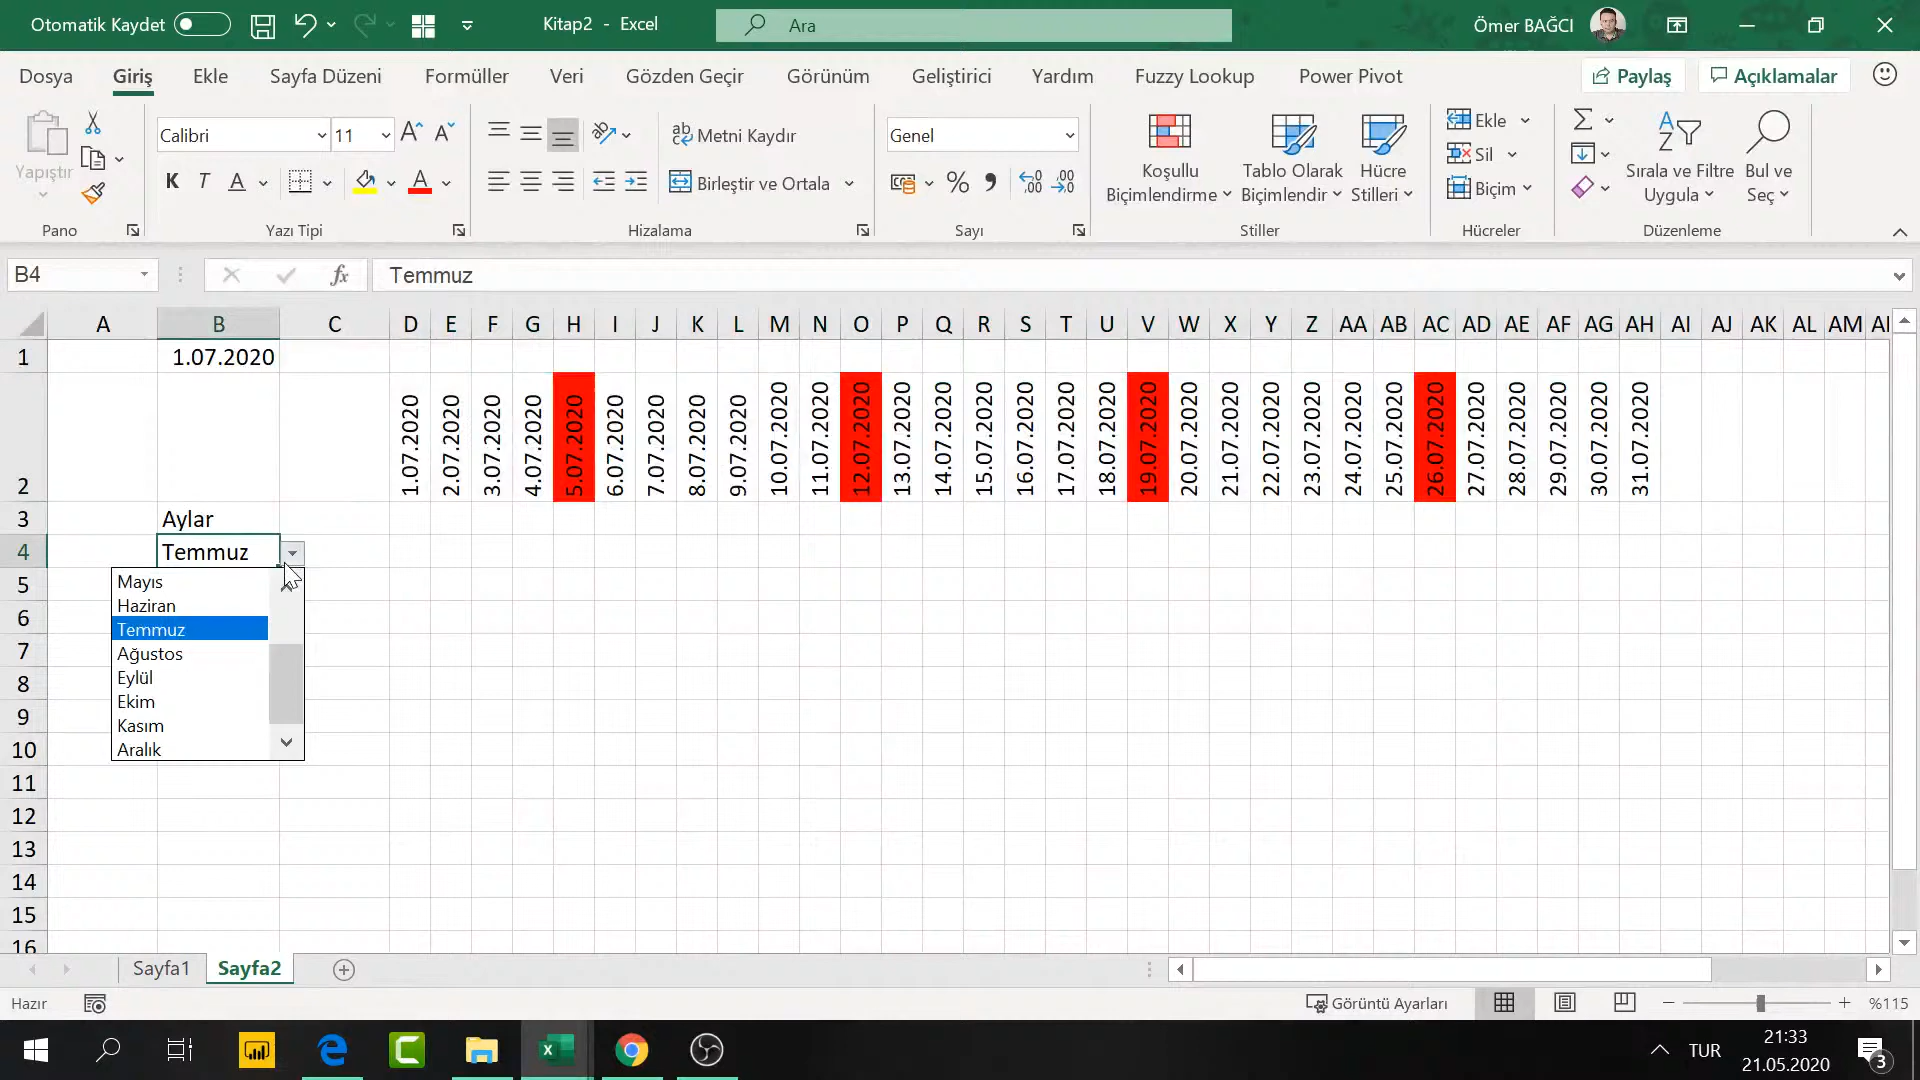 Otomatik Kaydet
Kitap2 - Excel
Ara
Ömer BAĞCI
Dosya Giriş Ekle Sayfa Düzeni Formüller Veri Gözden Geçir Görünüm Geliştirici Yardım Fuzzy Lookup Power Pivot
Paylaş
Açıklamalar
Yapıştır
Pano
Calibri 11
K T A A
Yazı Tipi
Metni Kaydır
Birleştir ve Ortala
Hizalama
Genel
Sayı
Koşullu
Biçimlendirme
Tablo Olarak
Biçimlendir
Hücre
Stilleri
Stiller
Ekle
Sil
Biçim
Hücreler
Sırala ve Filtre
Uygula
Bul ve
Seç
Düzenleme
B4
fx
Temmuz
A B C D E F G H I J K L M N O P Q R S T U V W X Y Z AA AB AC AD AE AF AG AH AI AJ AK AL AM
1 1.07.2020
2 1.07.2020 2.07.2020 3.07.2020 4.07.2020 5.07.2020 6.07.2020 7.07.2020 8.07.2020 9.07.2020 10.07.2020 11.07.2020 12.07.2020 13.07.2020 14.07.2020 15.07.2020 16.07.2020 17.07.2020 18.07.2020 19.07.2020 20.07.2020 21.07.2020 22.07.2020 23.07.2020 24.07.2020 25.07.2020 26.07.2020 27.07.2020 28.07.2020 29.07.2020 30.07.2020 31.07.2020
3 Aylar
4 Temmuz
5 Mayıs
Haziran
6 Temmuz
7 Ağustos
8 Eylül
Ekim
9 Kasım
10 Aralık
11
12
13
14
15
16
Sayfa1 Sayfa2
Hazır
Görüntü Ayarları
%115
TUR
21:33
21.05.2020
3